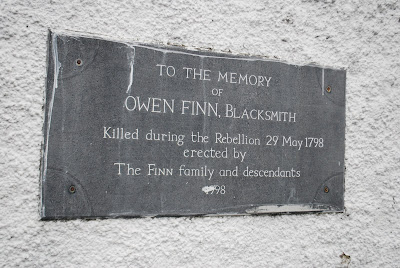 TO THE MEMORY
OF
OWEN FINN, BLACKSMITH
Killed during the Rebellion 29 May 1798
erected by
The FINN family and descendants
1998